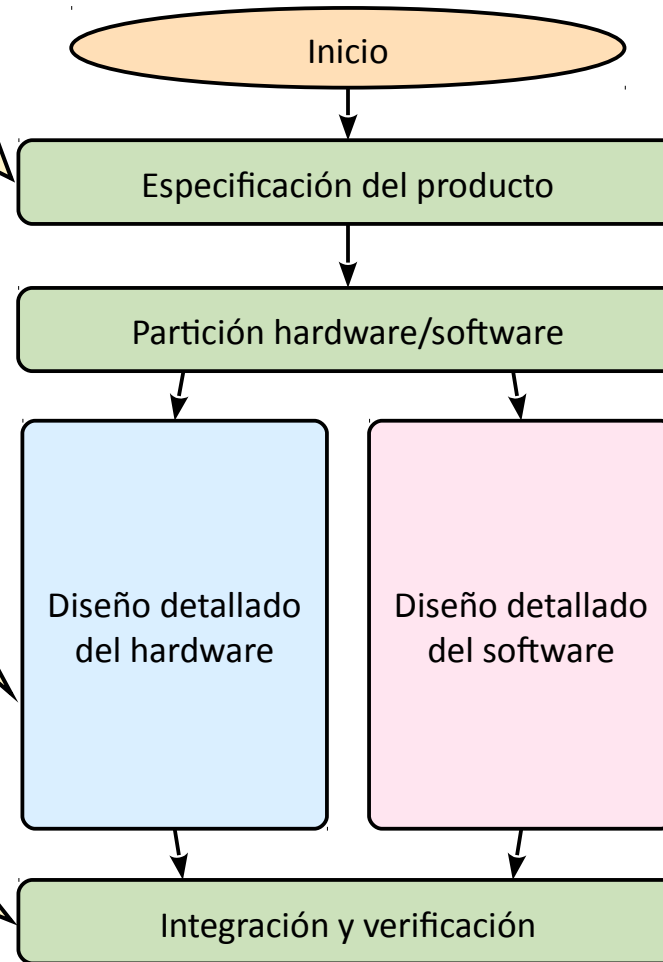 Inicio
Especificación del producto
Partición hardware/software
Diseño detallado
del hardware
Diseño detallado
del software
Integración y verificación